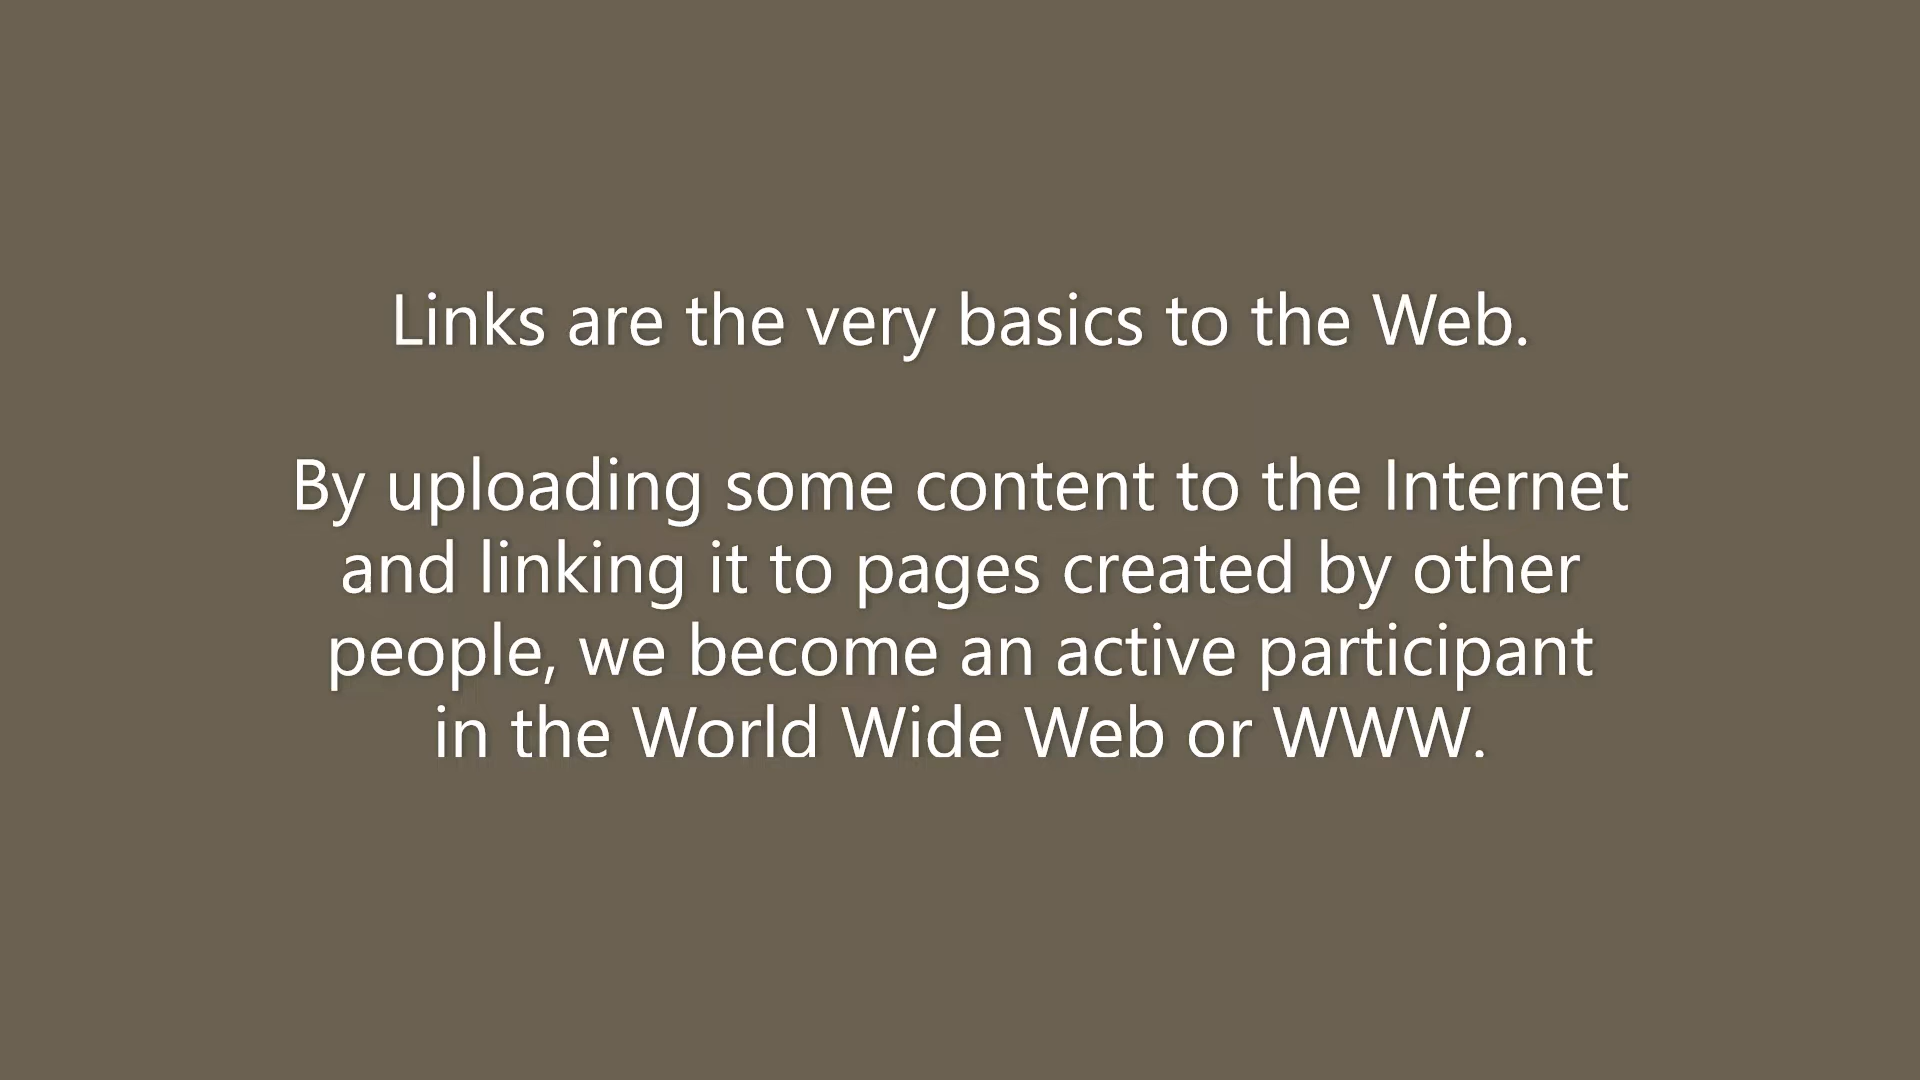 Links are the very basics to the Web.
By uploading some content to the Internet
and linking it to pages created by other
people, we become an active participant
in the World Wide Web or WWW.